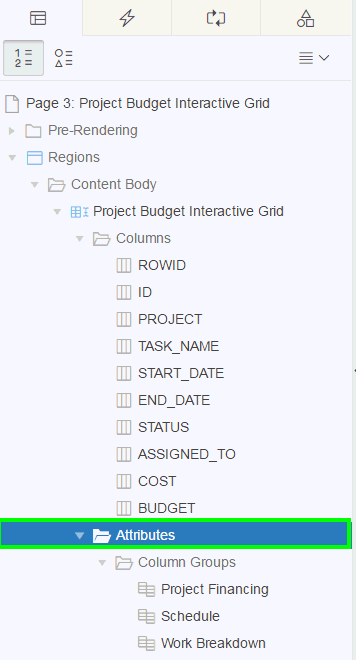 Page 3: Project Budget Interactive Grid
Pre-Rendering
Regions
Content Body
Project Budget Interactive Grid
Columns
ROWID
ID
PROJECT
TASK_NAME
START_DATE
END_DATE
STATUS
ASSIGNED_TO
COST
BUDGET
Attributes
Column Groups
Project Financing
Schedule
Work Breakdown